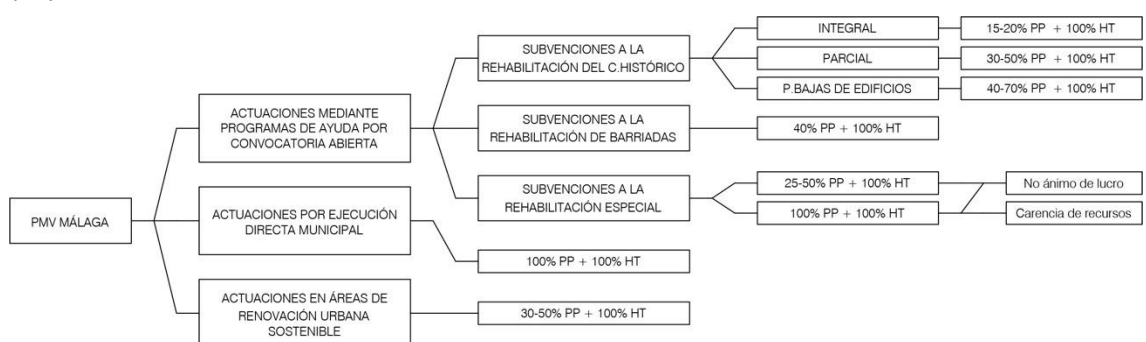 PMV MÁLAGA
ACTUACIONES MEDIANTE
PROGRAMAS DE AYUDA POR
CONVOCATORIA ABIERTA
SUBVENCIONES A LA
REHABILITACIÓN DEL C.HISTÓRICO
INTEGRAL
15-20% PP + 100% HT
PARCIAL
30-50% PP + 100% HT
P.BAJAS DE EDIFICIOS
40-70% PP + 100% HT
SUBVENCIONES A LA
REHABILITACIÓN DE BARRIADAS
40% PP + 100% HT
SUBVENCIONES A LA
REHABILITACIÓN ESPECIAL
25-50% PP + 100% HT
100% PP + 100% HT
No ánimo de lucro
Carencia de recursos
ACTUACIONES POR EJECUCIÓN
DIRECTA MUNICIPAL
100% PP + 100% HT
ACTUACIONES EN ÁREAS DE
RENOVACIÓN URBANA
SOSTENIBLE
30-50% PP + 100% HT